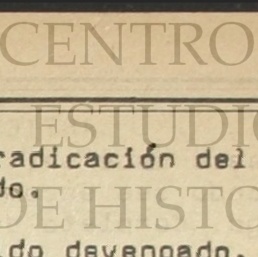 CENTRO
ESTUDIO
radicación del
do.
DE HISTO
do devengado.